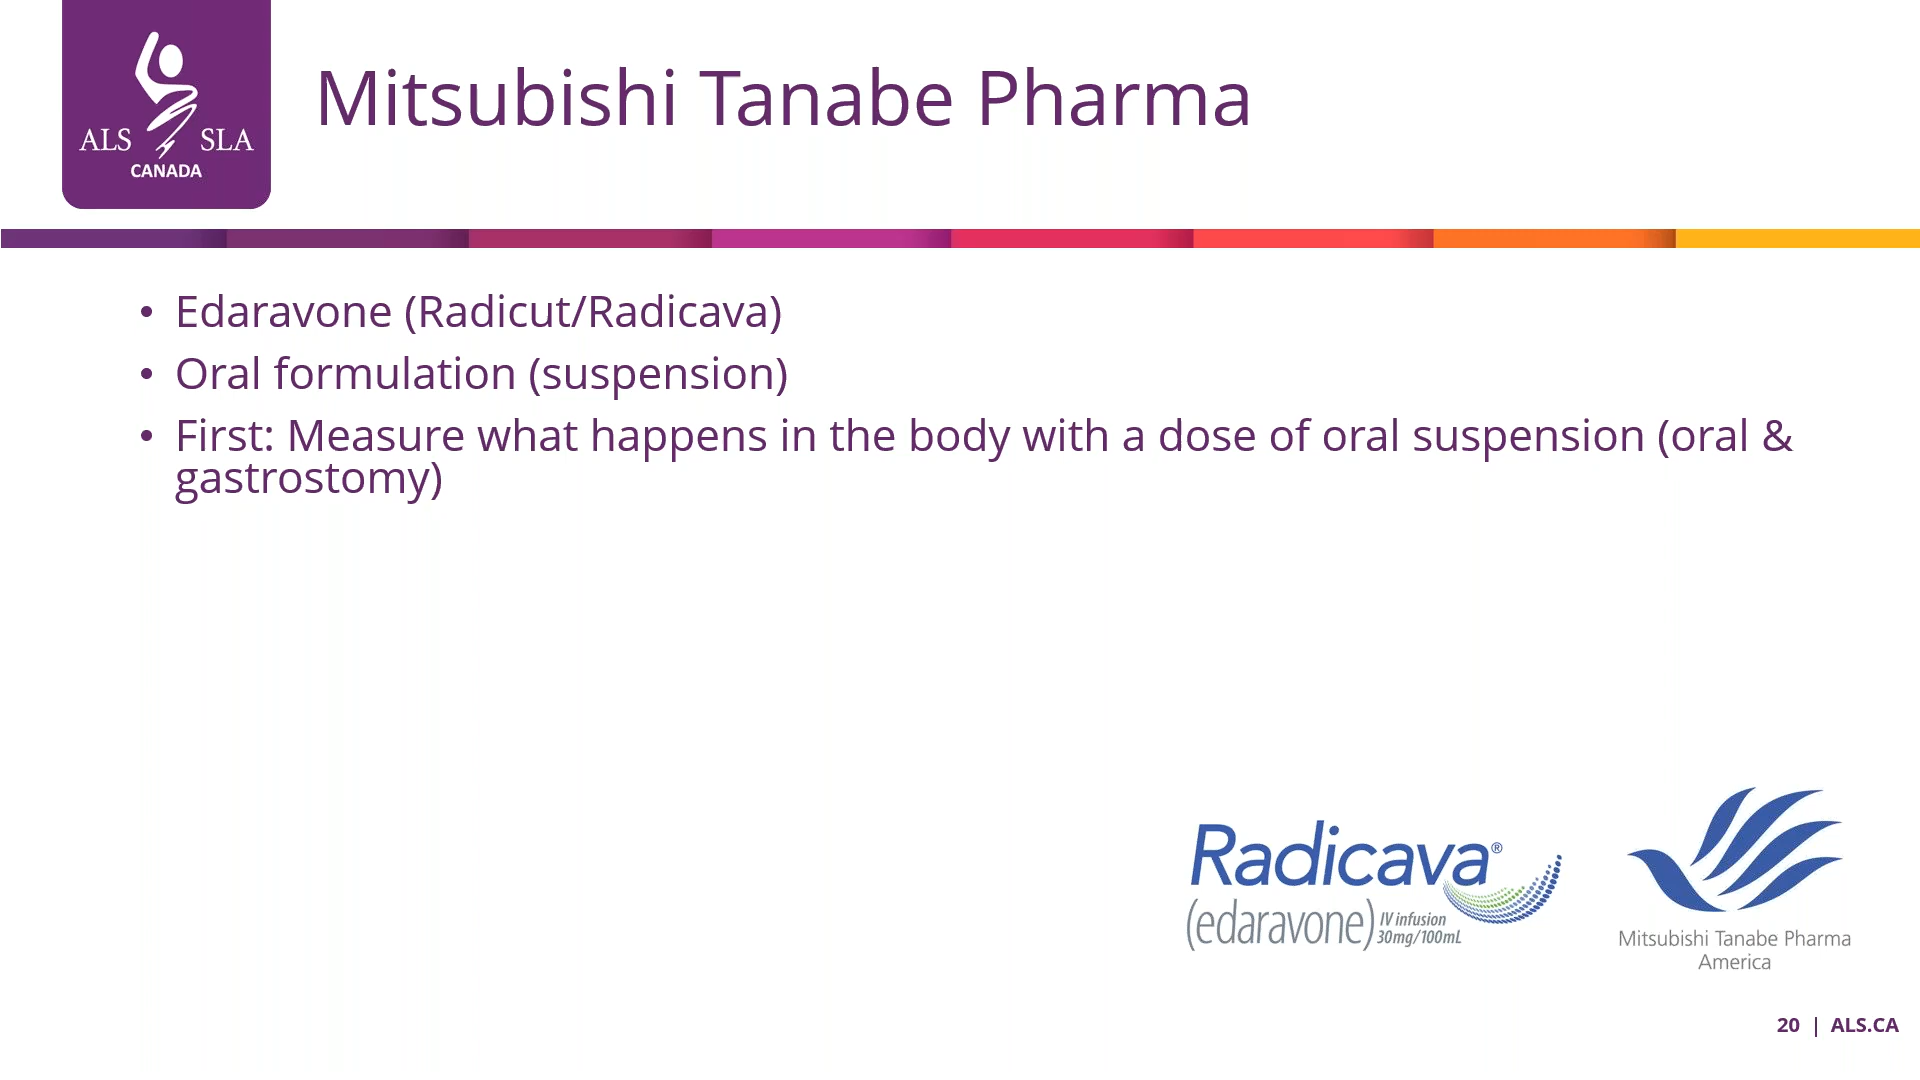 ALS SLA
CANADA
Mitsubishi Tanabe Pharma
• Edaravone (Radicut/Radicava)
• Oral formulation (suspension)
• First: Measure what happens in the body with a dose of oral suspension (oral &
gastrostomy)
Radicava®
(edaravone) IV infusion
30mg/100mL
Mitsubishi Tanabe Pharma
America
20 | ALS.CA